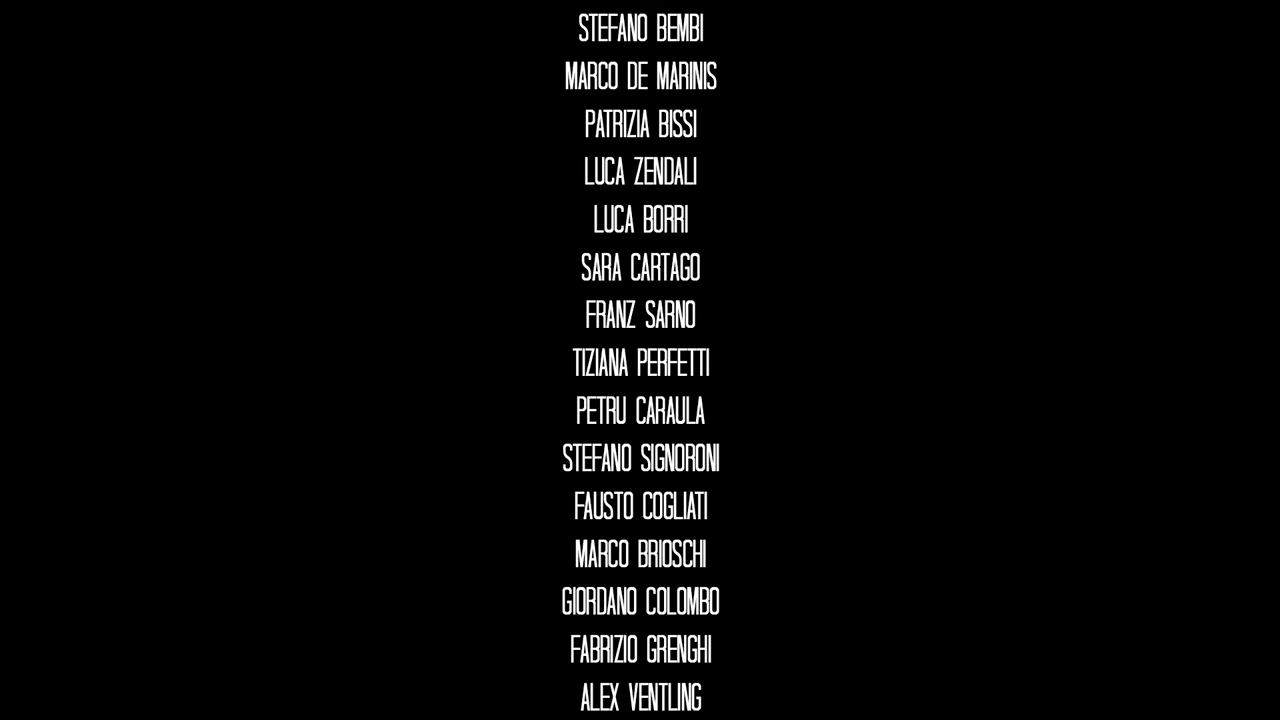 STEFANO BEMBI
MARCO DE MARINIS
PATRIZIA BISSI
LUCA ZENDALI
LUCA BORRI
SARA CARTAGO
FRANZ SARNO
TIZIANA PERFETTI
PETRU CARAULA
STEFANO SIGNORONI
FAUSTO COGLIATI
MARCO BRIOSCHI
GIORDANO COLOMBO
FABRIZIO GRENGHI
ALEX VENTLING